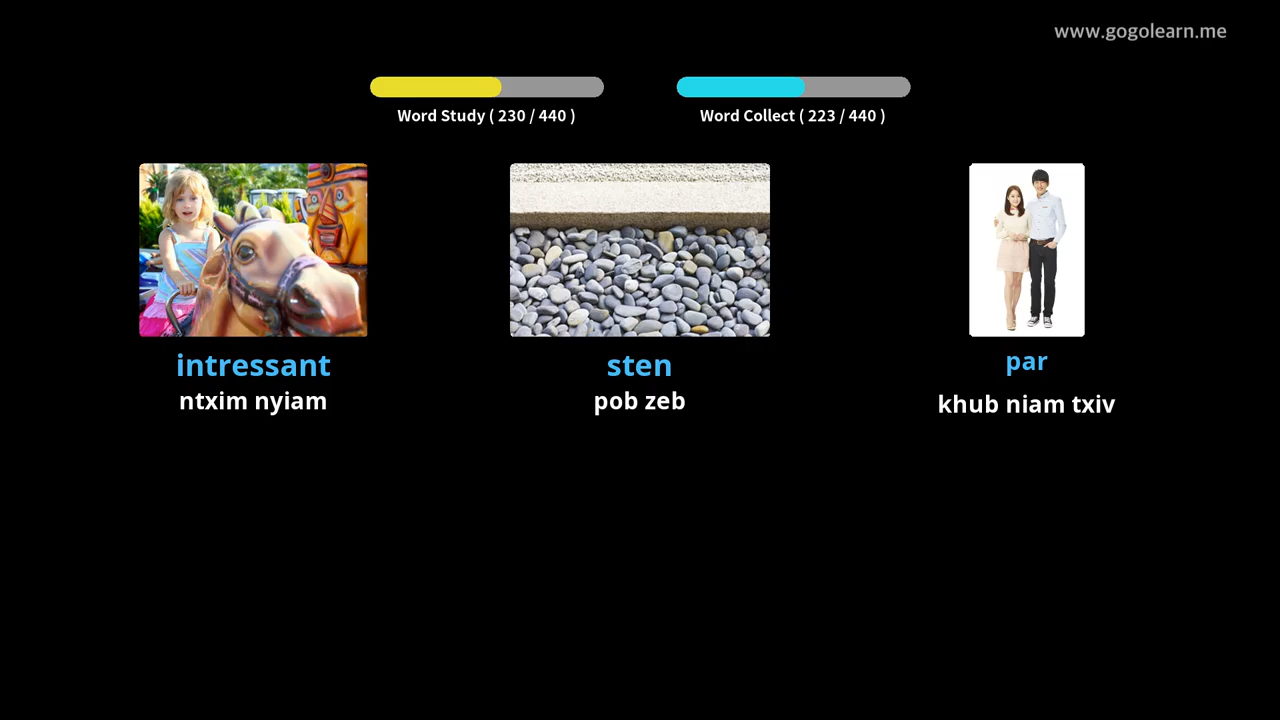 www.gogolearn.me
Word Study ( 230 / 440 )
Word Collect ( 223 / 440 )
intressant
sten
par
ntxim nyiam
pob zeb
khub niam txiv